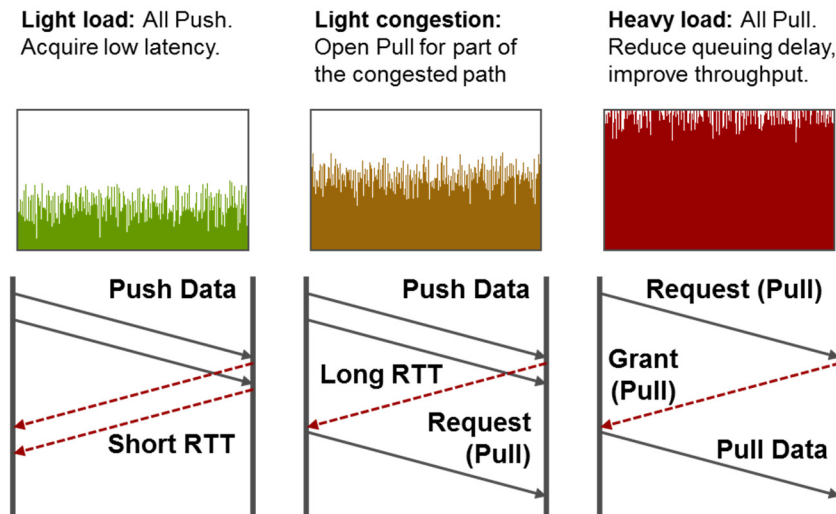 Light load: All Push.
Acquire low latency.
Light congestion:
Open Pull for part of
the congested path
Heavy load: All Pull.
Reduce queuing delay,
improve throughput.
Push Data
Short RTT
Push Data
Long RTT
Request
(Pull)
Request (Pull)
Grant
(Pull)
Pull Data